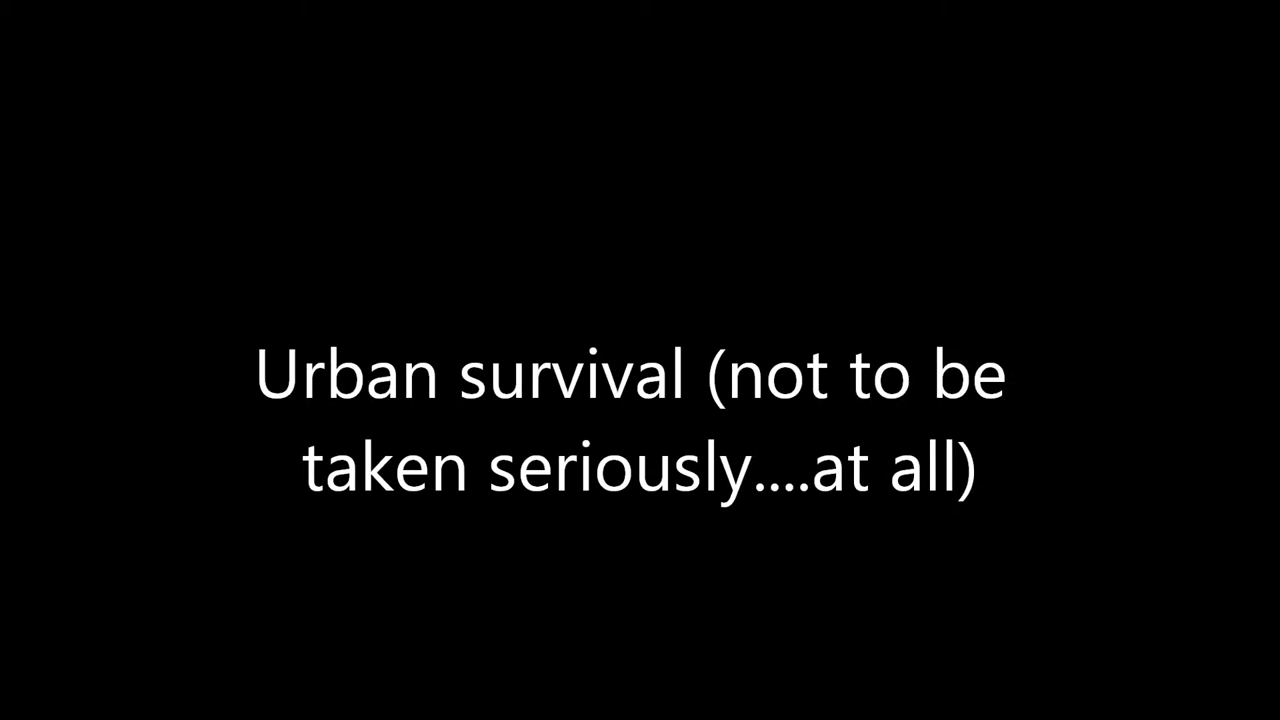 Urban survival (not to be
taken seriously....at all)